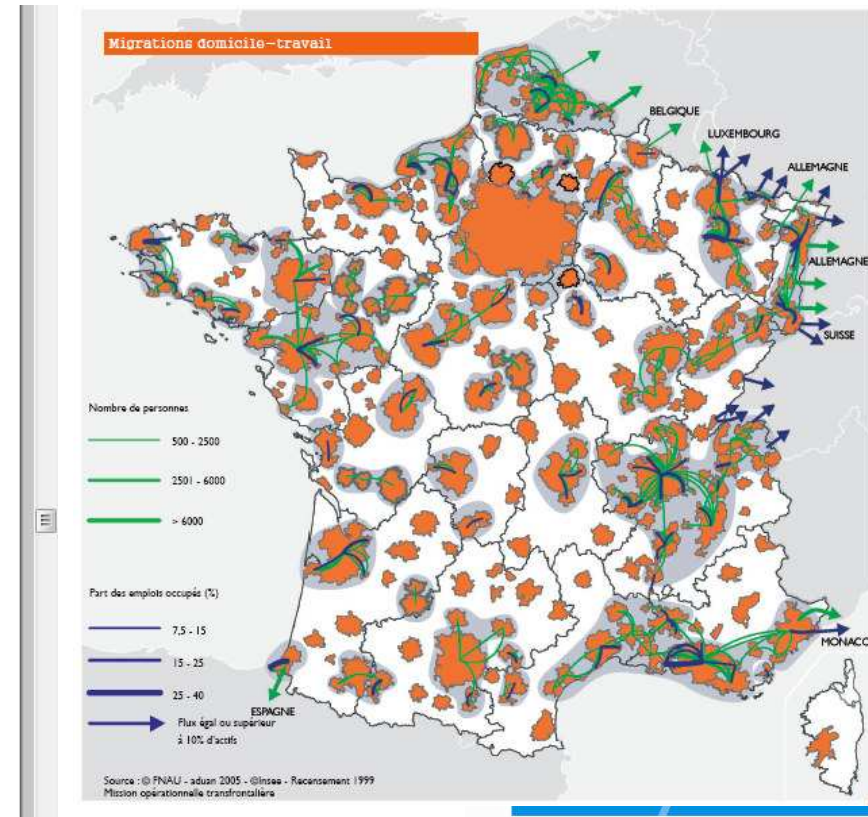 Migrations domicile-travail
BELGIQUE
LUXEMBOURG
ALLEMAGNE
ALLEMAGNE
SUISSE
Nombre de personnes
500 - 2500
2501 - 6000
> 6000
Part des emplois occupés (%)
7,5 - 15
15 - 25
25 - 40
Flux égal ou supérieur
à 10% d'actifs
MONACO
ESPAGNE
Source : © FNAU - aduan 2005 - ©Insee - Recensement 1999
Mission opérationnelle transfrontalière